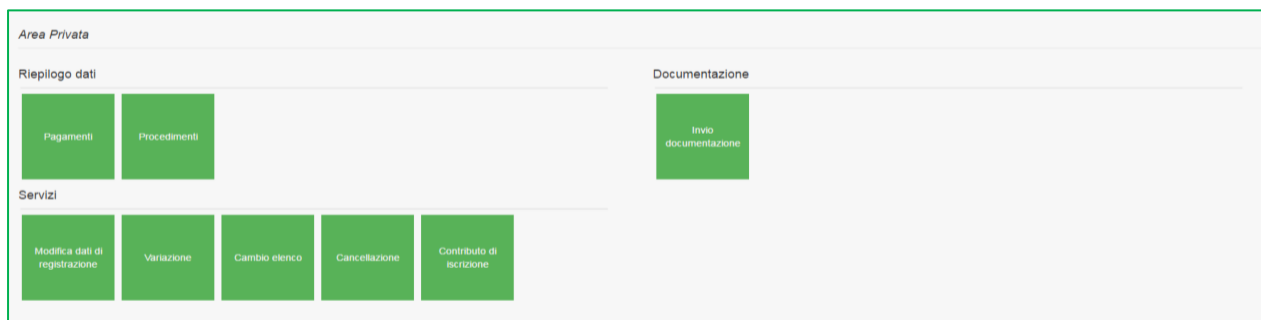 Area Privata
Riepilogo dati
Pagamenti
Procedimenti
Documentazione
Invio
documentazione
Servizi
Modifica dati di
registrazione
Variazione
Cambio elenco
Cancellazione
Contributo di
iscrizione